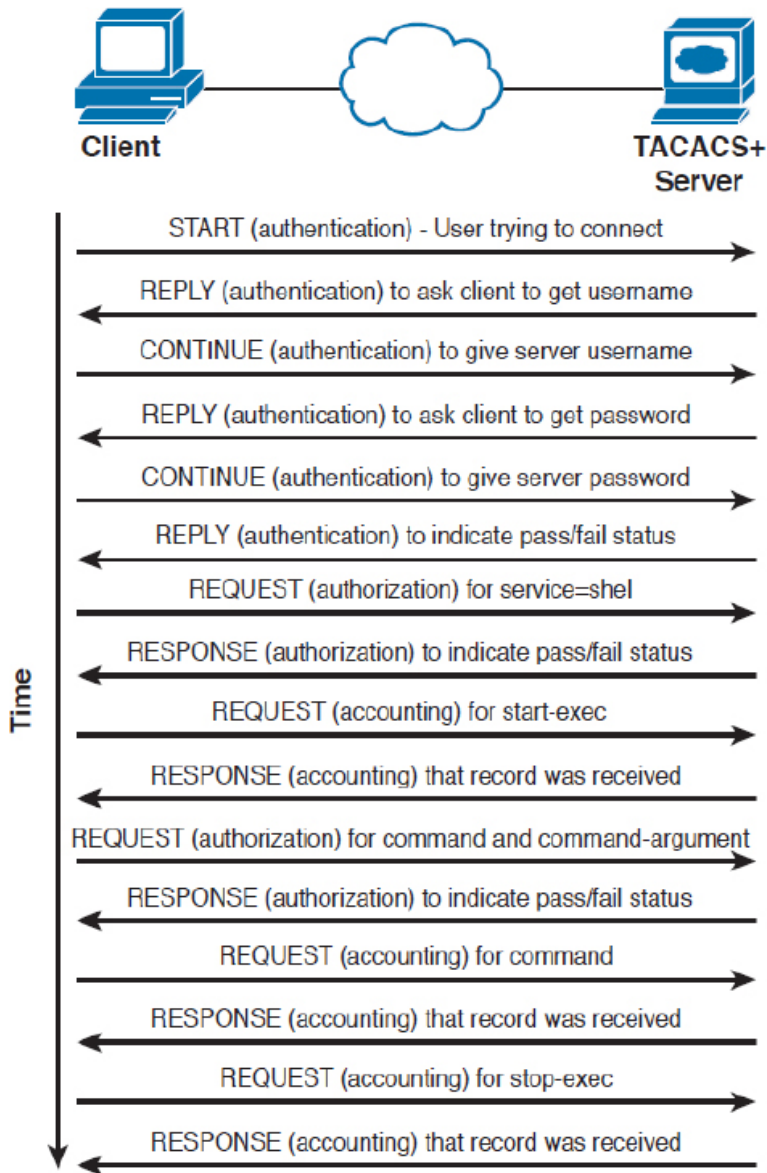 Client
TACACS+
Server
START (authentication) - User trying to connect
REPLY (authentication) to ask client to get username
CONTINUE (authentication) to give server username
REPLY (authentication) to ask client to get password
CONTINUE (authentication) to give server password
REPLY (authentication) to indicate pass/fail status
REQUEST (authorization) for service=shel
RESPONSE (authorization) to indicate pass/fail status
REQUEST (accounting) for start-exec
RESPONSE (accounting) that record was received
REQUEST (authorization) for command and command-argument
RESPONSE (authorization) to indicate pass/fail status
REQUEST (accounting) for command
RESPONSE (accounting) that record was received
REQUEST (accounting) for stop-exec
RESPONSE (accounting) that record was received
Time